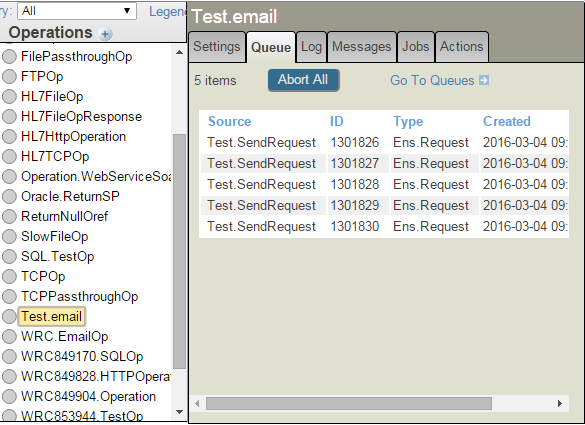 ry: All Legend
Operations
FilePassthroughOp
FTPOp
HL7FileOp
HL7FileOpResponse
HL7HttpOperation
HL7TCPOp
Operation.WebServiceSoa
Oracle.ReturnSP
ReturnNullOref
SlowFileOp
SQL.TestOp
TCPOp
TCPPassthroughOp
Test.email
WRC.EmailOp
WRC849170.SQLOp
WRC849828.HTTPOperat
WRC849904.Operation
WRC853944.TestOp
Test.email
Settings Queue Log Messages Jobs Actions
5 items Abort All Go To Queues
Source ID Type Created
Test.SendRequest 1301826 Ens.Request 2016-03-04 09:
Test.SendRequest 1301827 Ens.Request 2016-03-04 09:
Test.SendRequest 1301828 Ens.Request 2016-03-04 09:
Test.SendRequest 1301829 Ens.Request 2016-03-04 09:
Test.SendRequest 1301830 Ens.Request 2016-03-04 09: